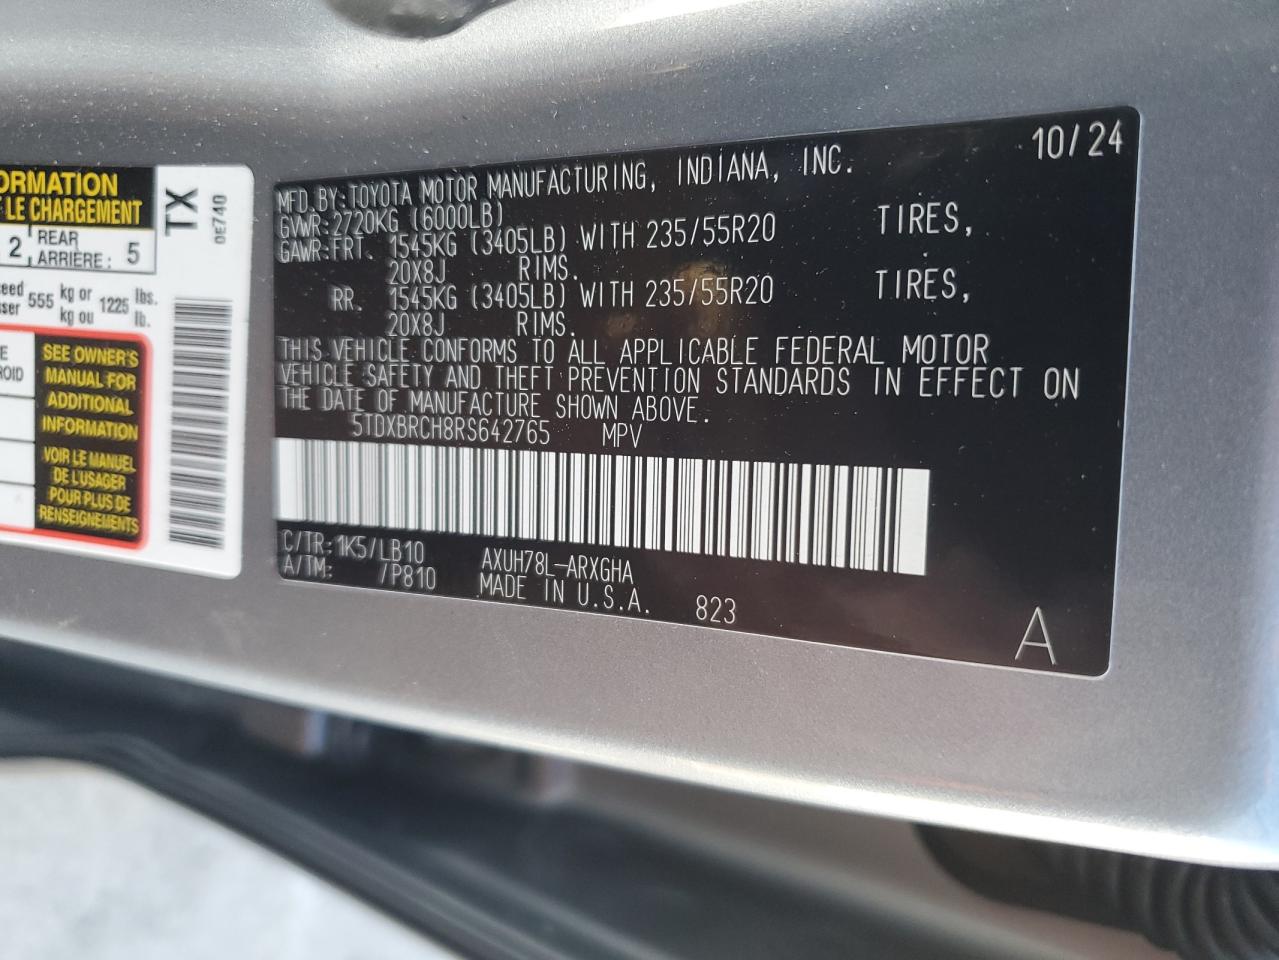 ORMATION
LE CHARGEMENT
2 REAR ARRIÈRE : 5
555 kg or kg ou 1225 lbs. lb.
SEE OWNER'S
MANUAL FOR
ADDITIONAL
INFORMATION
VOIR LE MANUEL
DE L'USAGER
POUR PLUS DE
RENSEIGNEMENTS
TX
0E740
10/24
MFD. BY: TOYOTA MOTOR MANUFACTURING, INDIANA, INC.
GVWR: 2720KG (6000LB)
GAWR: FRT. 1545KG (3405LB) WITH 235/55R20 TIRES,
20X8J RIMS.
RR. 1545KG (3405LB) WITH 235/55R20 TIRES,
20X8J RIMS.
THIS VEHICLE CONFORMS TO ALL APPLICABLE FEDERAL MOTOR
VEHICLE SAFETY AND THEFT PREVENTION STANDARDS IN EFFECT ON
THE DATE OF MANUFACTURE SHOWN ABOVE.
5TDXBRCH8RS642765 MPV
C/TR: 1K5/LB10 AXUH78L-ARXGHA
A/TM: /P810 MADE IN U.S.A. 823
A